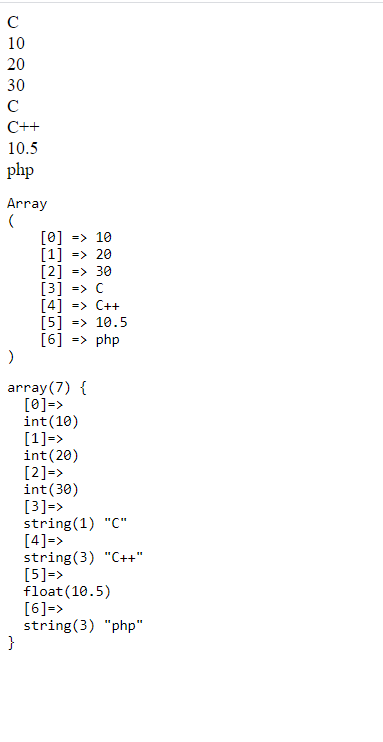 C
10
20
30
C
C++
10.5
php
Array
(
    [0] => 10
    [1] => 20
    [2] => 30
    [3] => C
    [4] => C++
    [5] => 10.5
    [6] => php
)
array(7) {
  [0]=>
  int(10)
  [1]=>
  int(20)
  [2]=>
  int(30)
  [3]=>
  string(1) "C"
  [4]=>
  string(3) "C++"
  [5]=>
  float(10.5)
  [6]=>
  string(3) "php"
}